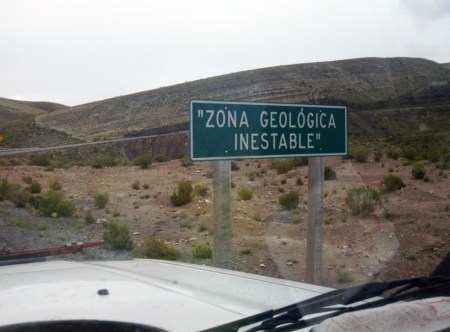 "ZONA GEOLÓGICA
INESTABLE".